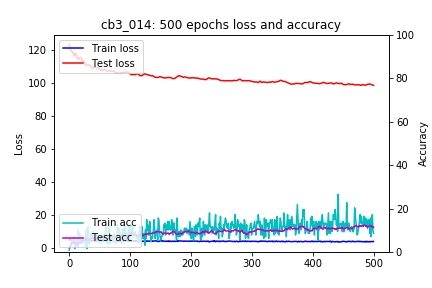 cb3_014: 500 epochs loss and accuracy
Train loss
Test loss
Train acc
Test acc
Loss
Accuracy
120
100
80
60
40
20
0
100
80
60
40
20
0
0
100
200
300
400
500